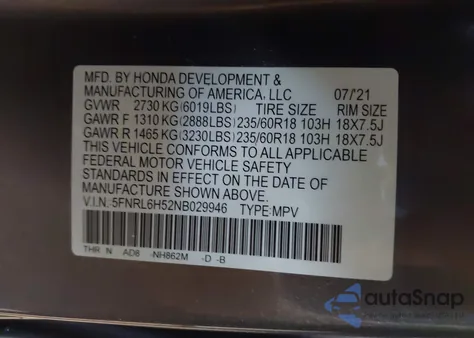 MFD. BY HONDA DEVELOPMENT &
MANUFACTURING OF AMERICA, LLC 07/'21
GVWR 2730 KG (6019LBS) TIRE SIZE RIM SIZE
GAWR F 1310 KG (2888LBS) 235/60R18 103H 18X7.5J
GAWR R 1465 KG (3230LBS) 235/60R18 103H 18X7.5J
THIS VEHICLE CONFORMS TO ALL APPLICABLE
FEDERAL MOTOR VEHICLE SAFETY
STANDARDS IN EFFECT ON THE DATE OF
MANUFACTURE SHOWN ABOVE.
V.I.N.:5FNRL6H52NB029946 TYPE:MPV
THR N AD8 -NH862M -D -B
autoSnap